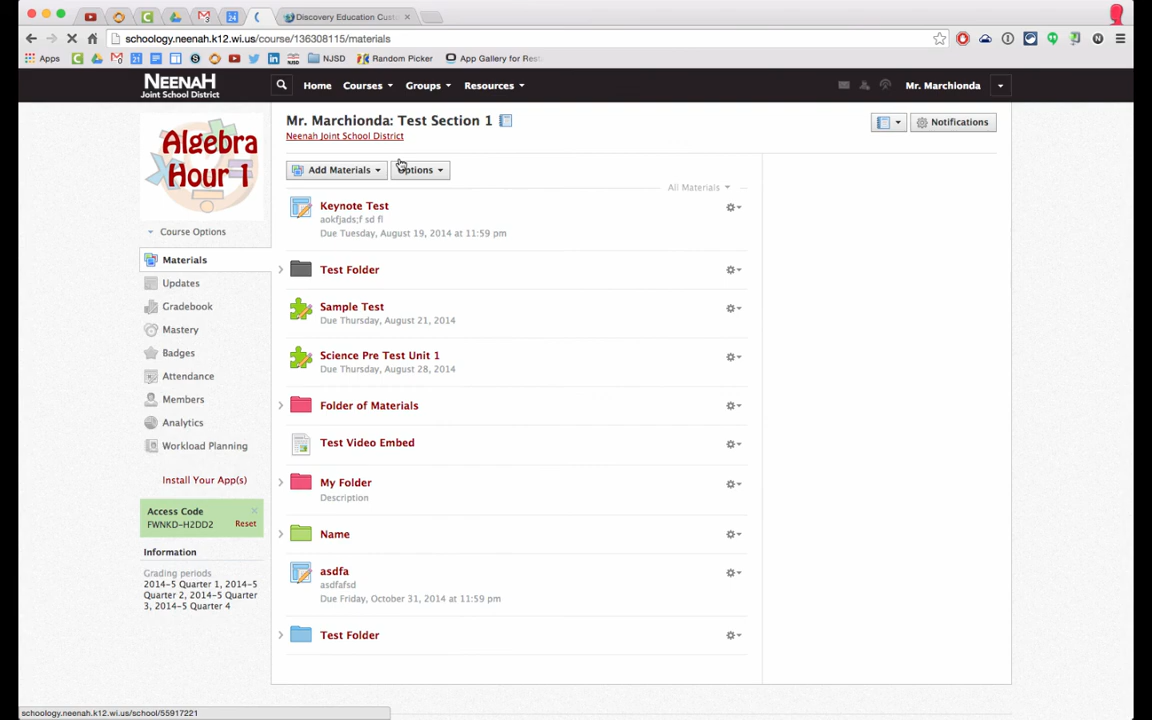 Discovery Education Cust
schoology.neenah.k12.wi.us/course/136308115/materials
Apps
NJSD
Random Picker
App Gallery for Rest
NEENAH
Joint School District
Home
Courses
Groups
Resources
Mr. Marchionda
Algebra
Hour 1
Mr. Marchionda: Test Section 1
Neenah Joint School District
Notifications
Add Materials
Options
All Materials
Course Options
Materials
Updates
Gradebook
Mastery
Badges
Attendance
Members
Analytics
Workload Planning
Install Your App(s)
Access Code
FWNKD-H2DD2
Reset
Information
Grading periods
2014-5 Quarter 1, 2014-5
Quarter 2, 2014-5 Quarter
3, 2014-5 Quarter 4
Keynote Test
aokfjads;f sd fl
Due Tuesday, August 19, 2014 at 11:59 pm
Test Folder
Sample Test
Due Thursday, August 21, 2014
Science Pre Test Unit 1
Due Thursday, August 28, 2014
Folder of Materials
Test Video Embed
My Folder
Description
Name
asdfa
asdfafsd
Due Friday, October 31, 2014 at 11:59 pm
Test Folder
schoology.neenah.k12.wi.us/school/55917221